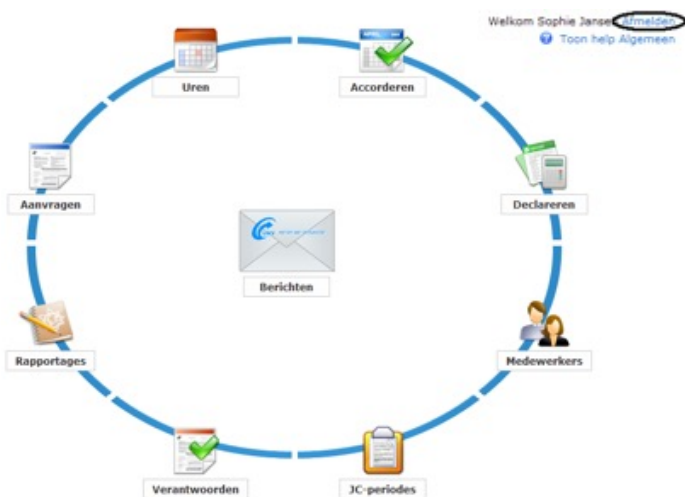 Welkom Sophie Janse Afmelden
Toon help Algemeen
Uren
Accorderen
Aanvragen
Declareren
Berichten
Rapportages
Medewerkers
Verantwoorden
JC-periodes